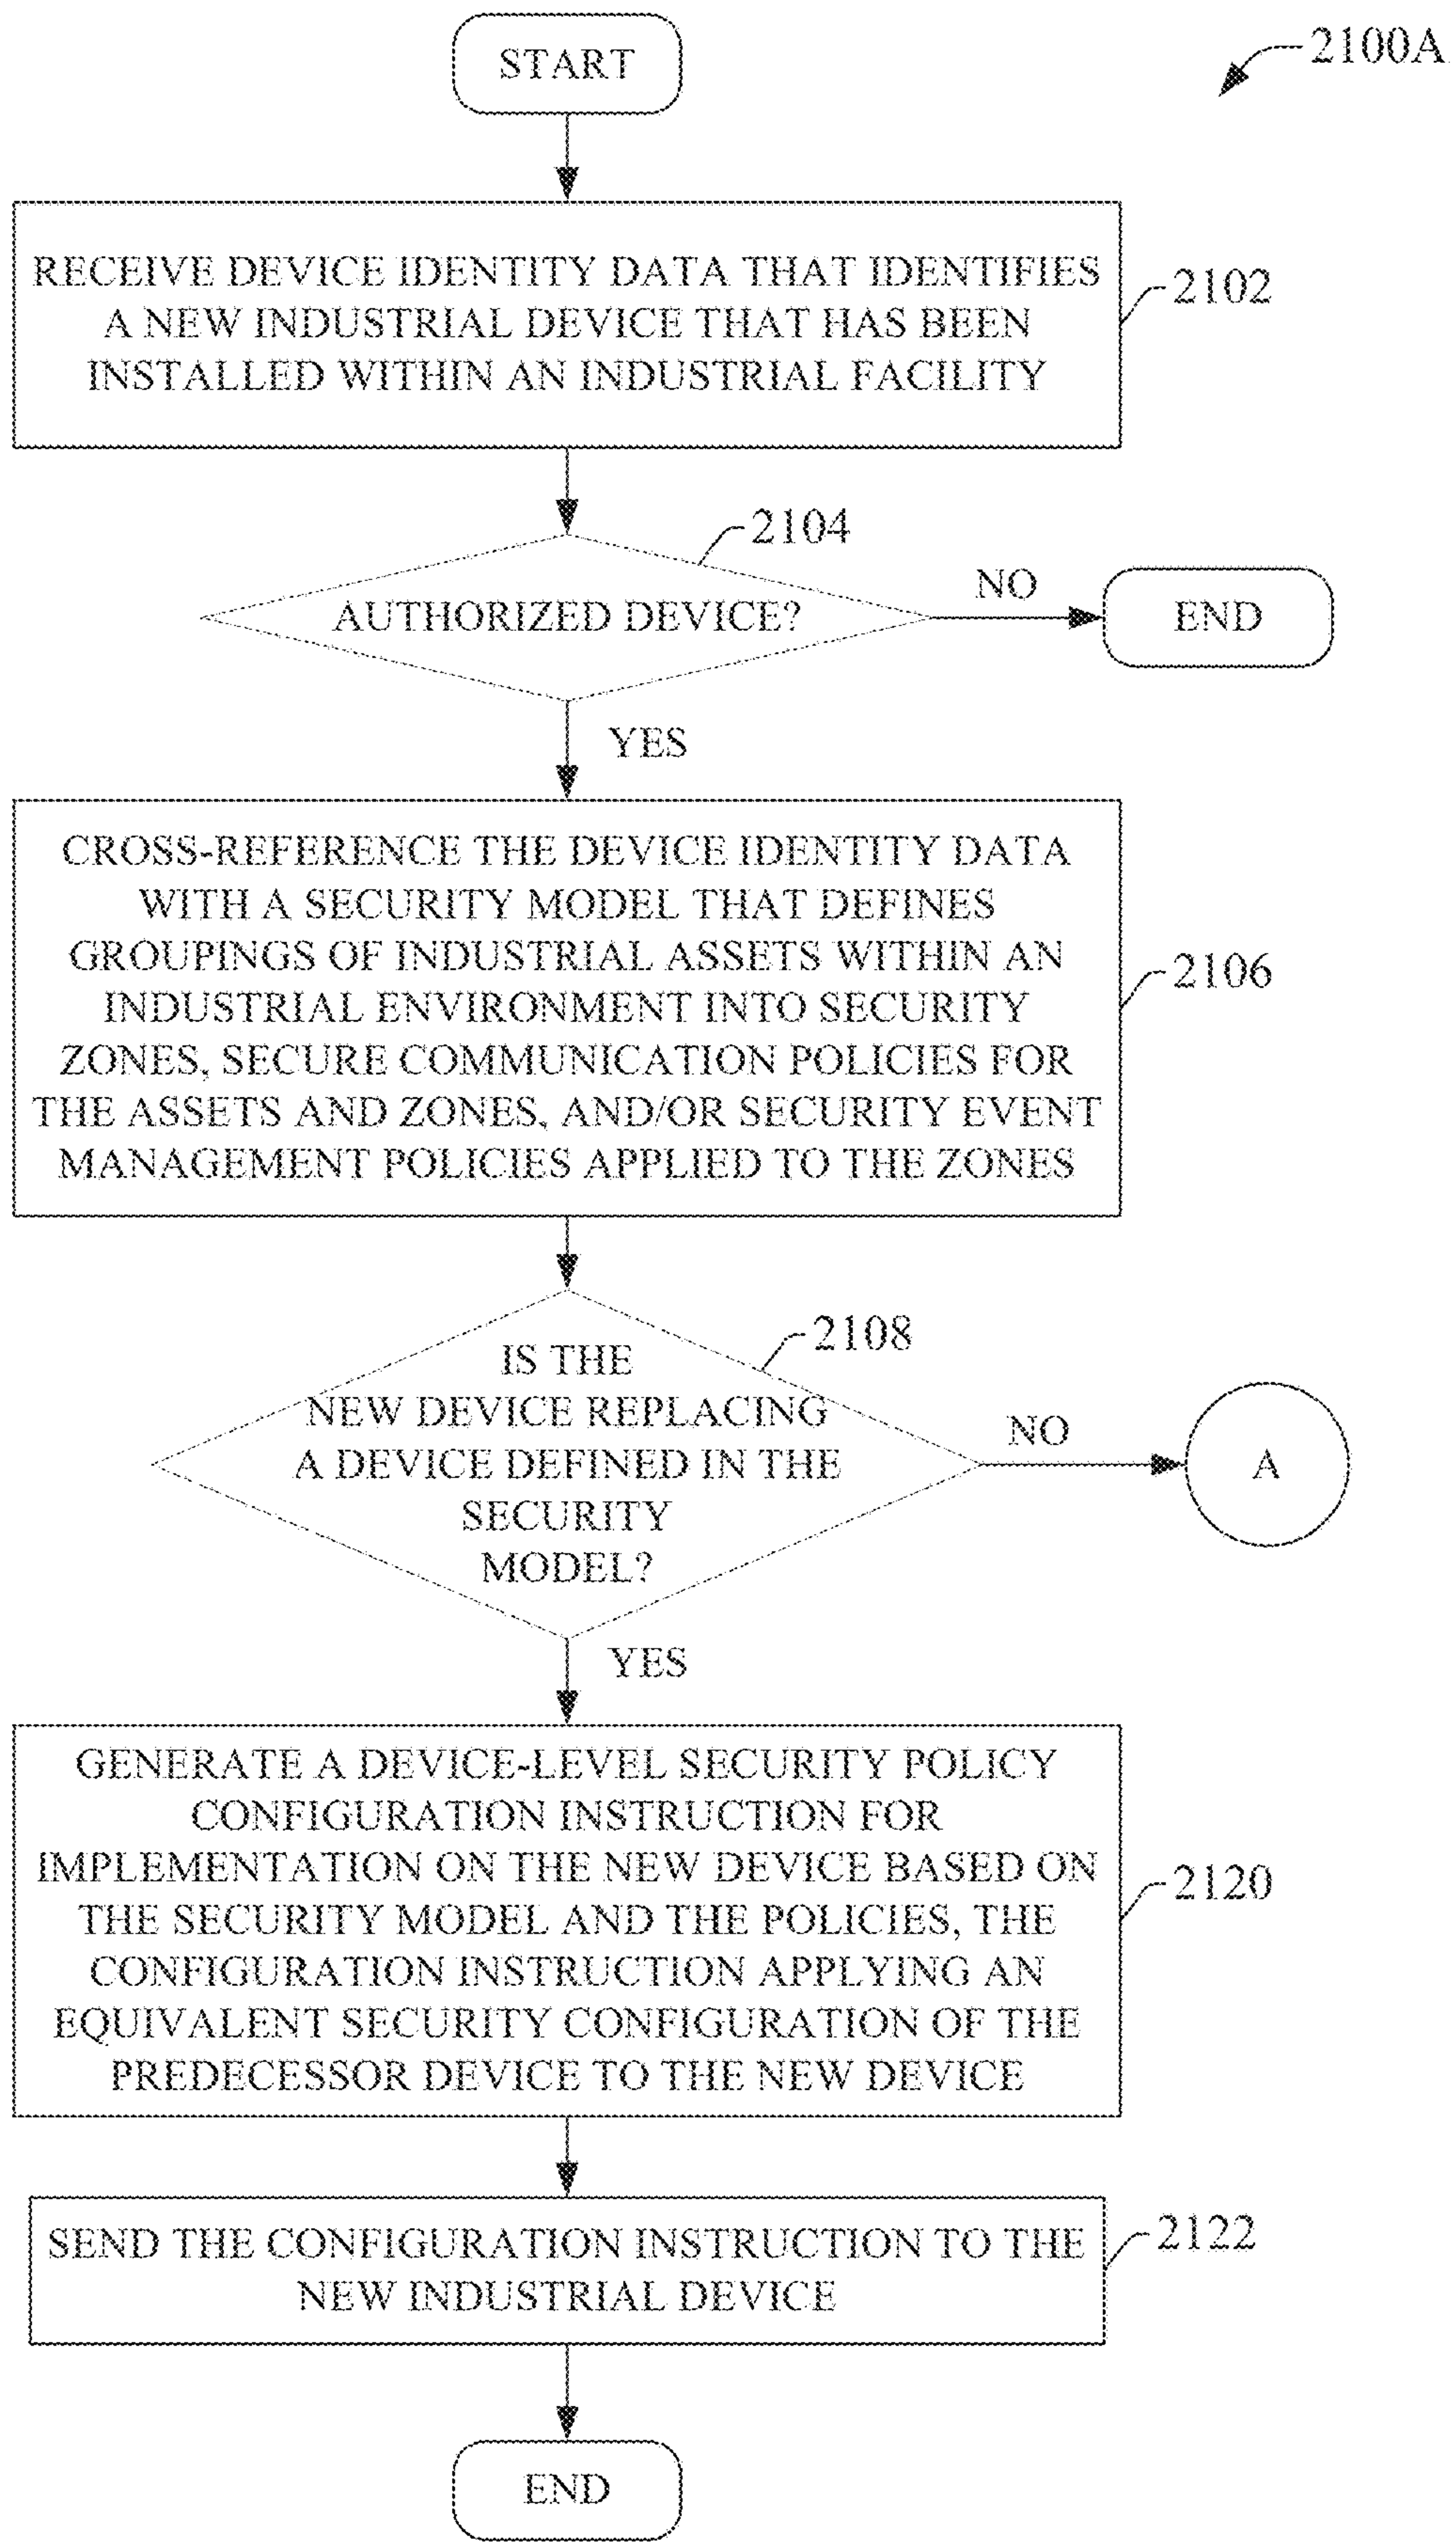 START
2100A
RECEIVE DEVICE IDENTITY DATA THAT IDENTIFIES
A NEW INDUSTRIAL DEVICE THAT HAS BEEN
INSTALLED WITHIN AN INDUSTRIAL FACILITY
2102
2104
AUTHORIZED DEVICE?
NO
END
YES
CROSS-REFERENCE THE DEVICE IDENTITY DATA
WITH A SECURITY MODEL THAT DEFINES
GROUPINGS OF INDUSTRIAL ASSETS WITHIN AN
INDUSTRIAL ENVIRONMENT INTO SECURITY
ZONES, SECURE COMMUNICATION POLICIES FOR
THE ASSETS AND ZONES, AND/OR SECURITY EVENT
MANAGEMENT POLICIES APPLIED TO THE ZONES
2106
2108
IS THE
NEW DEVICE REPLACING
A DEVICE DEFINED IN THE
SECURITY
MODEL?
NO
A
YES
GENERATE A DEVICE-LEVEL SECURITY POLICY
CONFIGURATION INSTRUCTION FOR
IMPLEMENTATION ON THE NEW DEVICE BASED ON
THE SECURITY MODEL AND THE POLICIES, THE
CONFIGURATION INSTRUCTION APPLYING AN
EQUIVALENT SECURITY CONFIGURATION OF THE
PREDECESSOR DEVICE TO THE NEW DEVICE
2120
SEND THE CONFIGURATION INSTRUCTION TO THE
NEW INDUSTRIAL DEVICE
2122
END